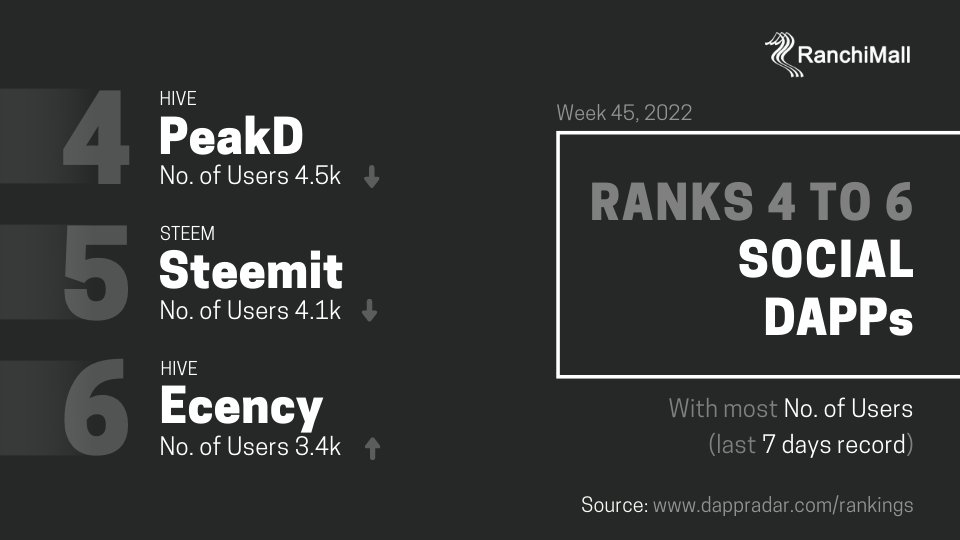 RanchiMall
4
HIVE
PeakD
No. of Users 4.5k
5
STEEM
Steemit
No. of Users 4.1k
6
HIVE
Ecency
No. of Users 3.4k
Week 45, 2022
RANKS 4 TO 6
SOCIAL
DAPPs
With most No. of Users
(last 7 days record)
Source: www.dappradar.com/rankings